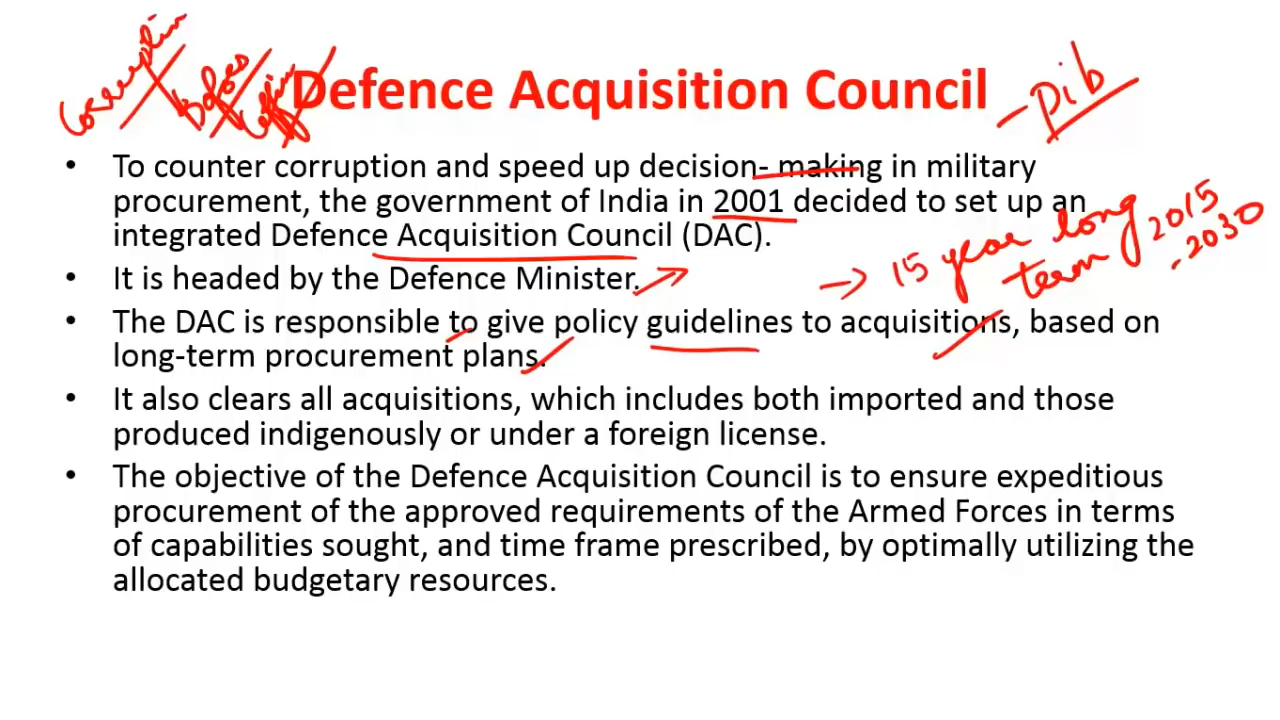 Corruption
Bofors
Coffin
Defence Acquisition Council
- Pib
• To counter corruption and speed up decision- making in military
procurement, the government of India in 2001 decided to set up an
integrated Defence Acquisition Council (DAC).
• It is headed by the Defence Minister.
→ 15 year long
term 2015
- 2030
• The DAC is responsible to give policy guidelines to acquisitions, based on
long-term procurement plans.
• It also clears all acquisitions, which includes both imported and those
produced indigenously or under a foreign license.
• The objective of the Defence Acquisition Council is to ensure expeditious
procurement of the approved requirements of the Armed Forces in terms
of capabilities sought, and time frame prescribed, by optimally utilizing the
allocated budgetary resources.